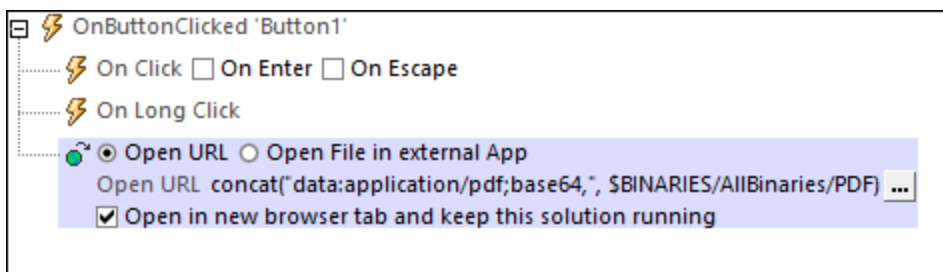 OnButtonClicked 'Button1'
On Click On Enter On Escape
On Long Click
Open URL Open File in external App
Open URL concat("data:application/pdf;base64,", $BINARIES/AllBinaries/PDF) ...
Open in new browser tab and keep this solution running